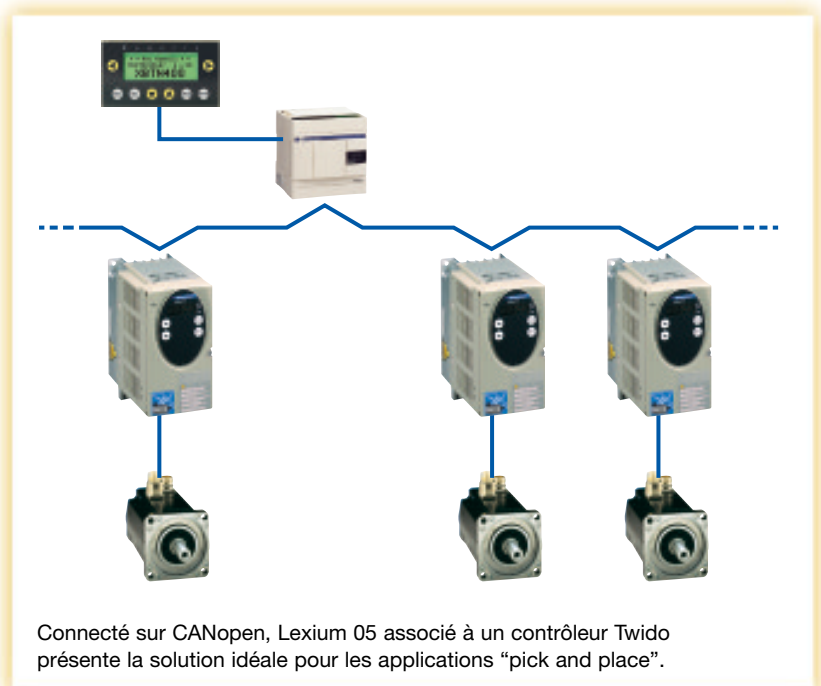 XBTN400
Connecté sur CANopen, Lexium 05 associé à un contrôleur Twido
présente la solution idéale pour les applications “pick and place”.